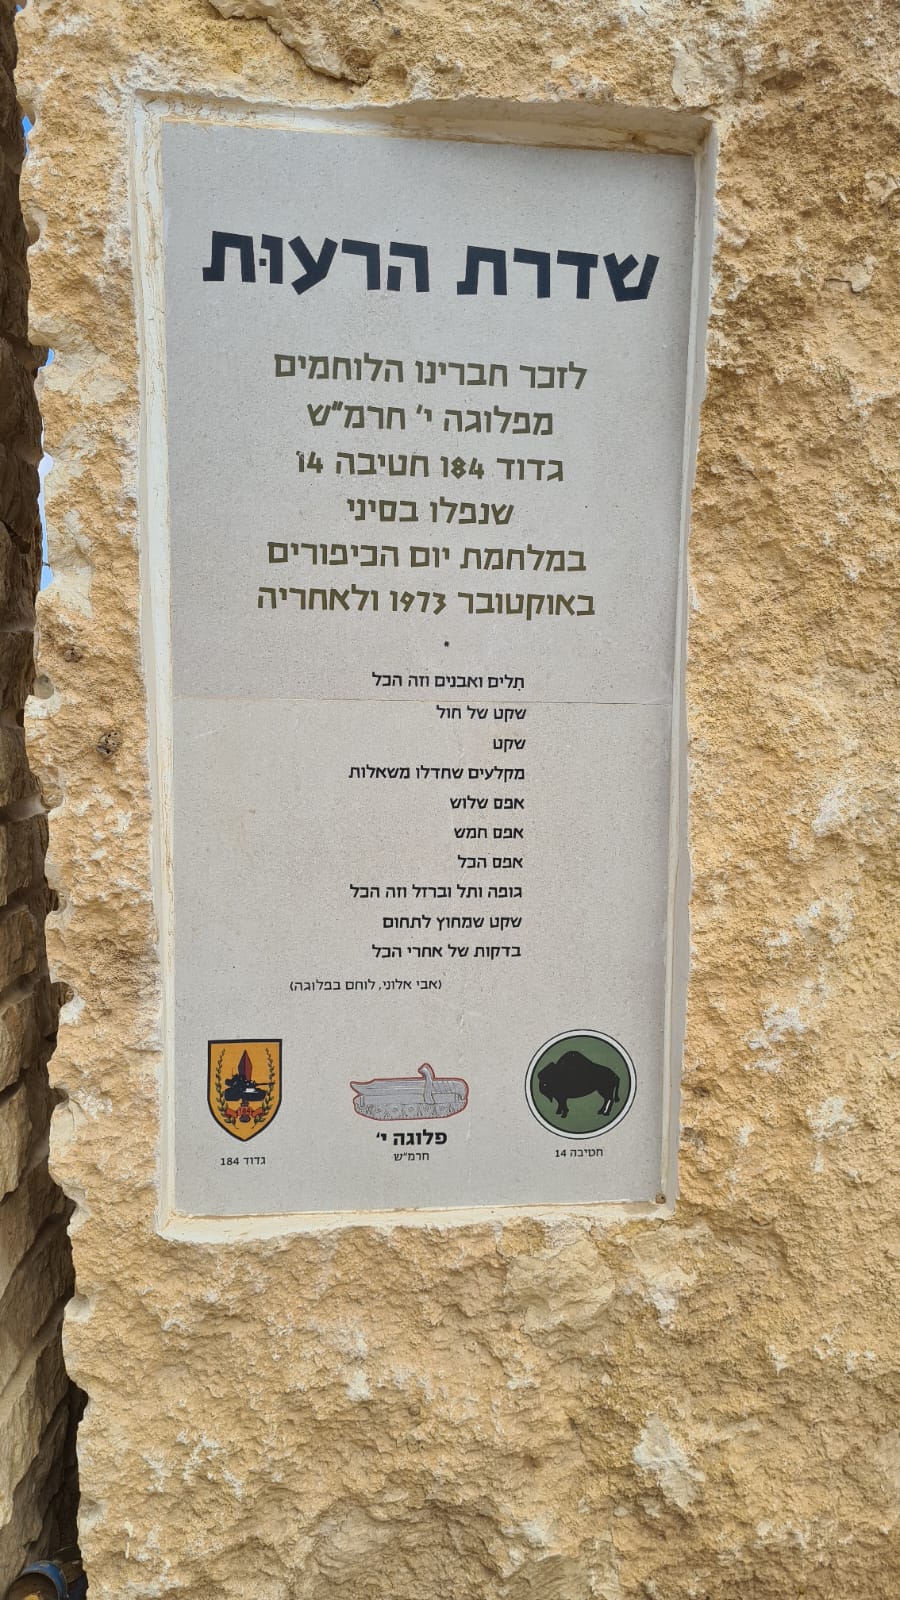 שדרת הרעוּת
לזכר חברינו הלוחמים
מפלוגה י' חרמ"ש
גדוד 184 חטיבה 14
שנפלו בסיני
במלחמת יום הכיפורים
באוקטובר 1973 ולאחריה
•
תִלים ואבנים וזה הכל
שקט של חול
שקט
מקלעים שחדלו משאלות
אפס שלוש
אפס חמש
אפס הכל
גופה ותל וברזל וזה הכל
שקט שמחוץ לתחום
בדקות של אחרי הכל
(אבי אלוני, לוחם בפלוגה)
חטיבה 14
פלוגה י'
חרמ"ש
גדוד 184